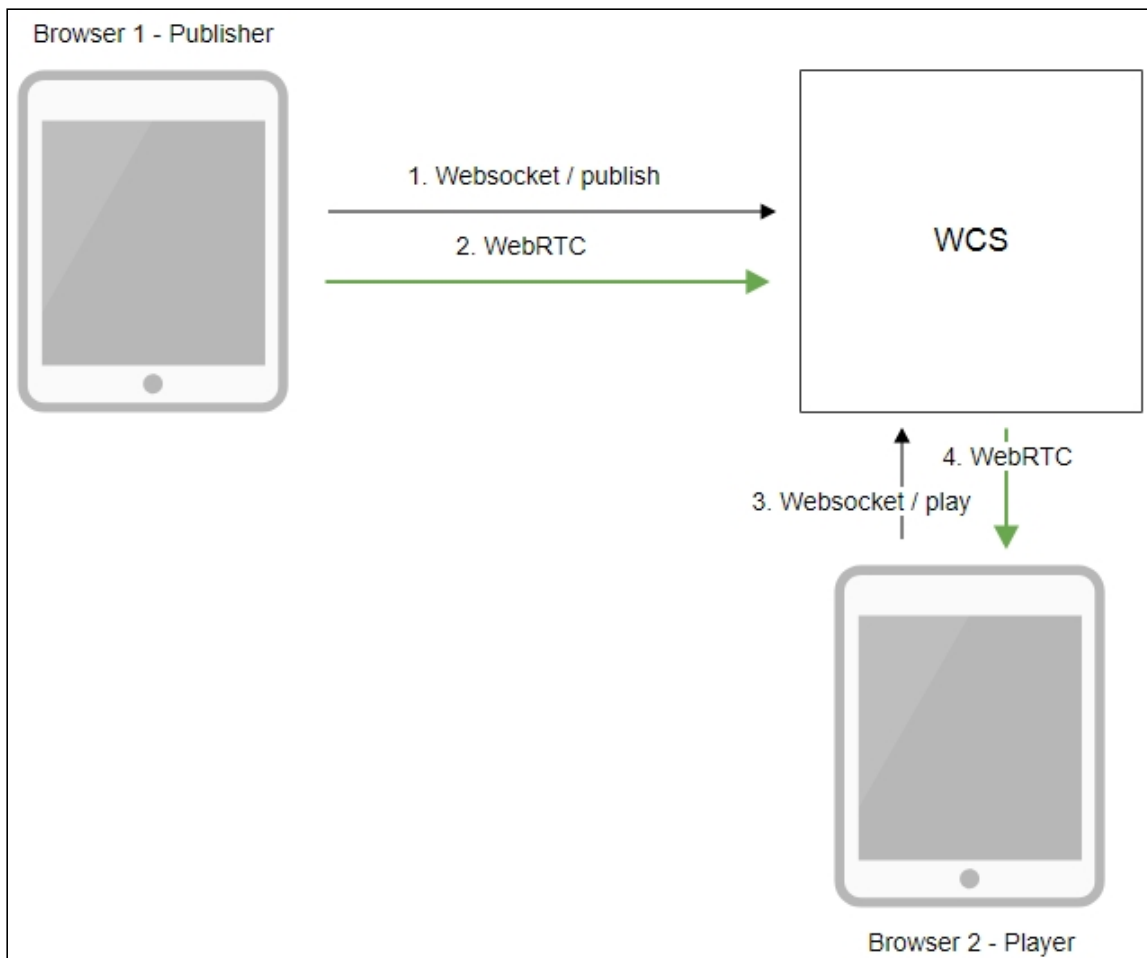 Browser 1 - Publisher
1. Websocket / publish
2. WebRTC
WCS
4. WebRTC
3. Websocket / play
Browser 2 - Player